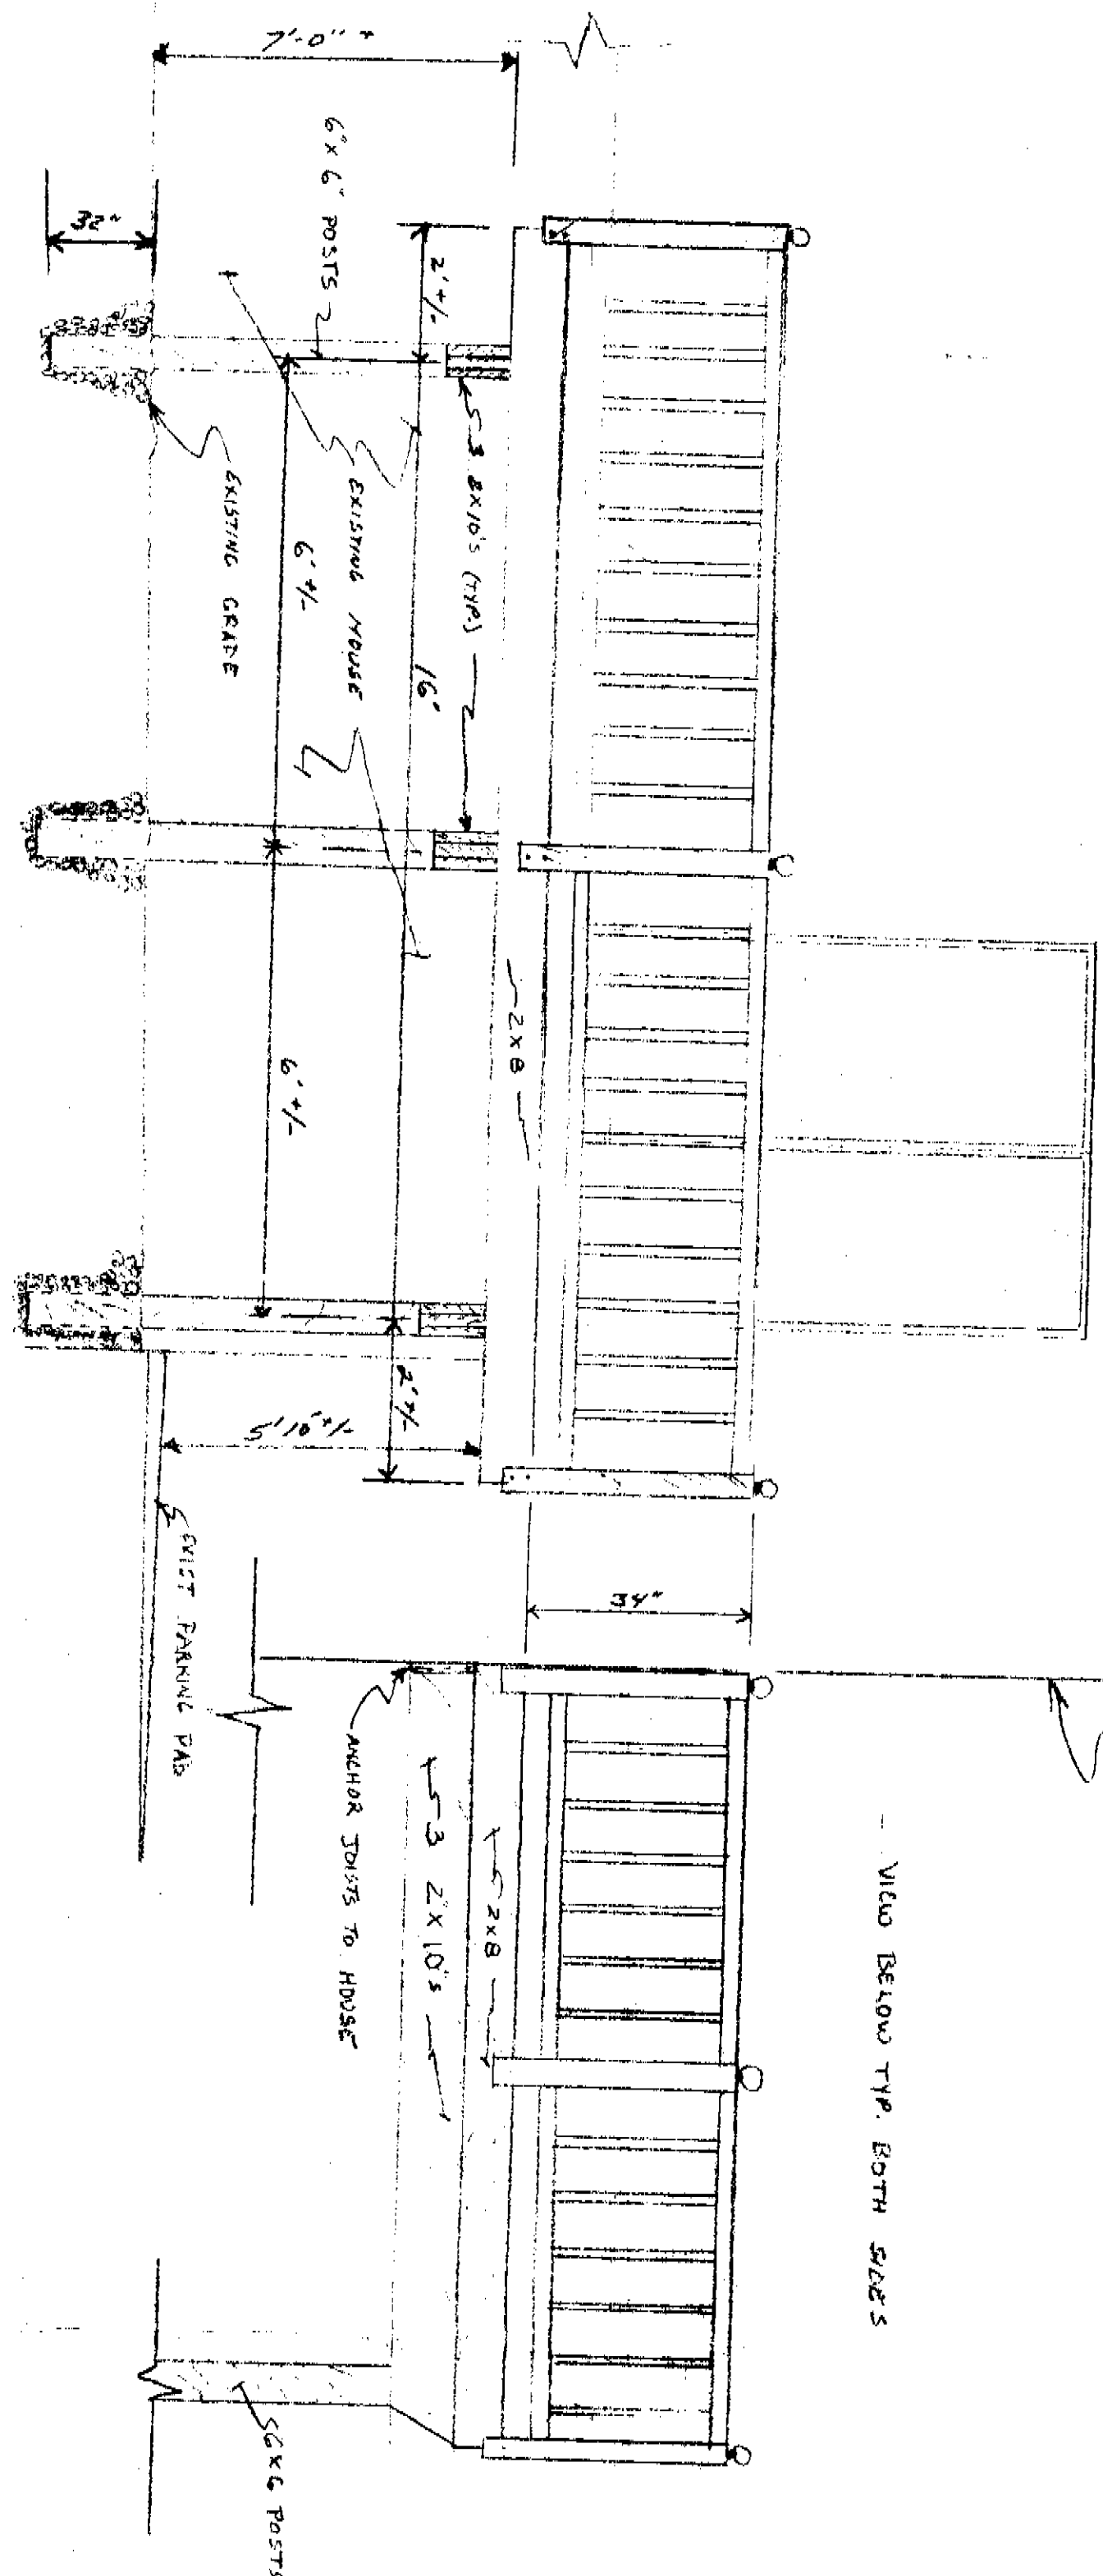 7'-0" +
6"x 6" POSTS
32"
2' +/-
3 2x10's (TYP.)
EXISTING HOUSE
EXISTING GRADE
6' +/-
16'
2x8
6' +/-
2' +/-
5'10" +/-
EXIST PARKING PAD
34"
ANCHOR JOISTS TO HOUSE
3 2"x10's
2x8
VIEW BELOW TYP. BOTH SIDES
6x6 POSTS